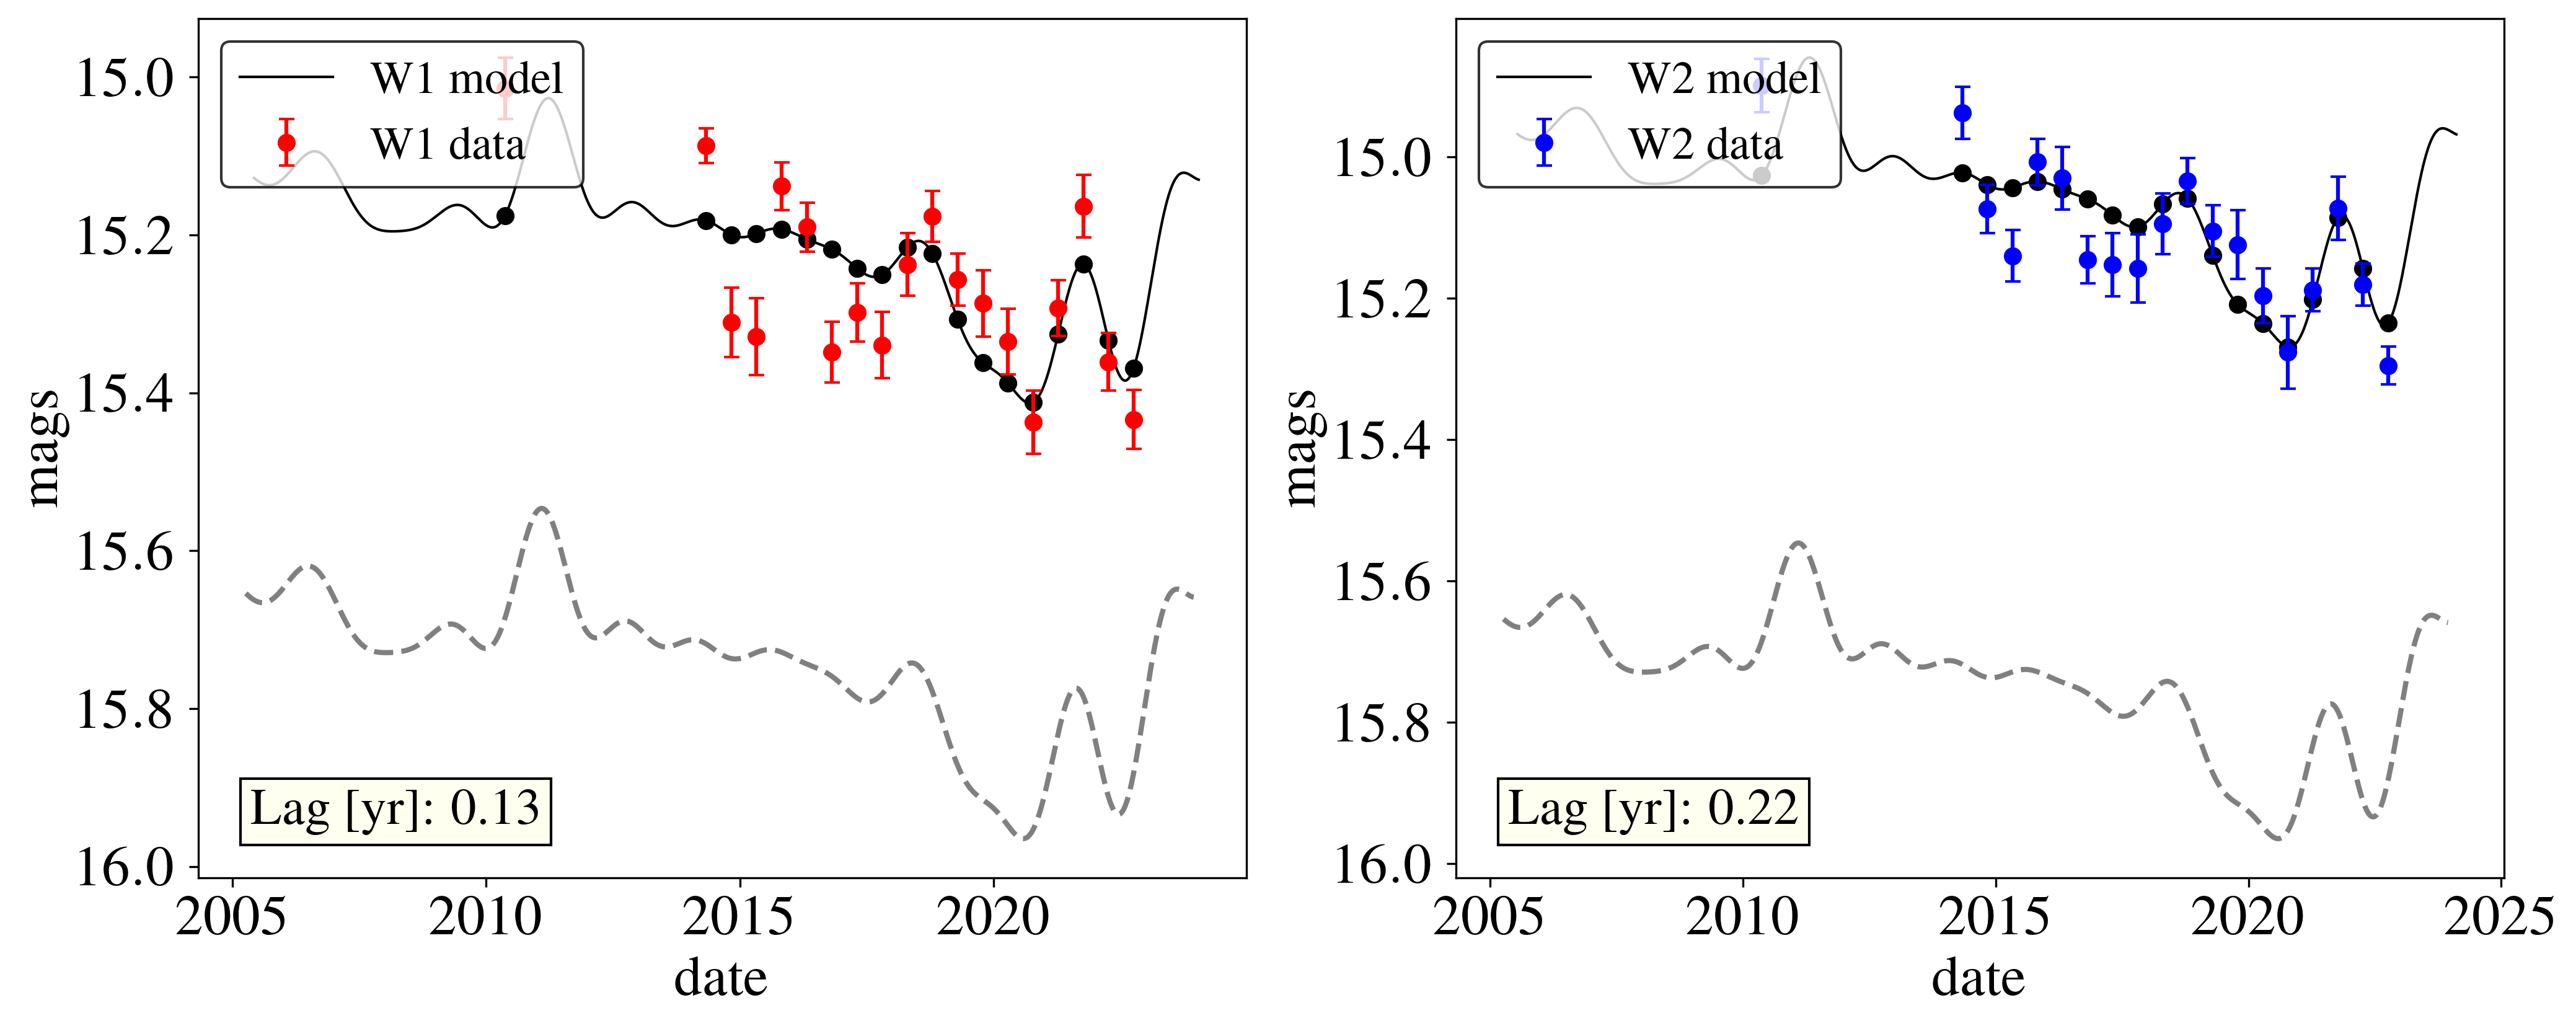 W1 model
W1 data
mags
15.0
15.2
15.4
15.6
15.8
16.0
Lag [yr]: 0.13
2005
2010
2015
2020
date
W2 model
W2 data
mags
15.0
15.2
15.4
15.6
15.8
16.0
Lag [yr]: 0.22
2005
2010
2015
2020
2025
date